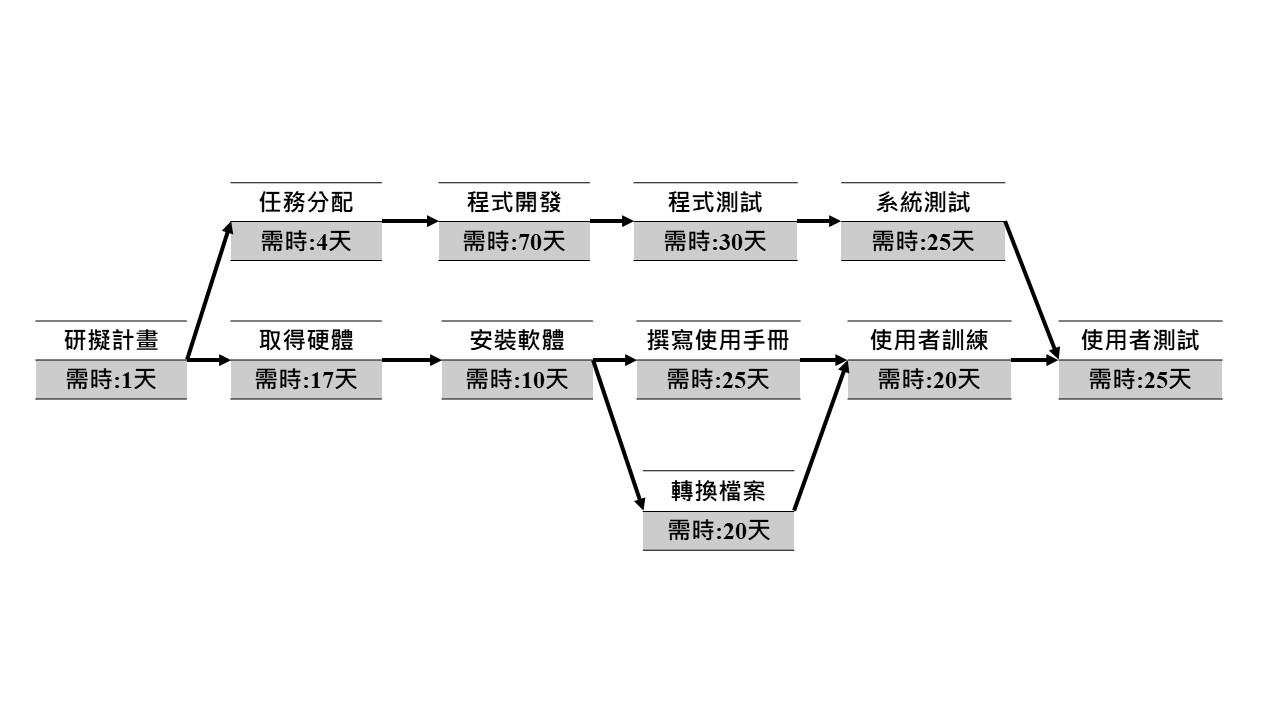 任務分配
需時:4天
程式開發
需時:70天
程式測試
需時:30天
系統測試
需時:25天
研擬計畫
需時:1天
取得硬體
需時:17天
安裝軟體
需時:10天
撰寫使用手冊
需時:25天
使用者訓練
需時:20天
使用者測試
需時:25天
轉換檔案
需時:20天